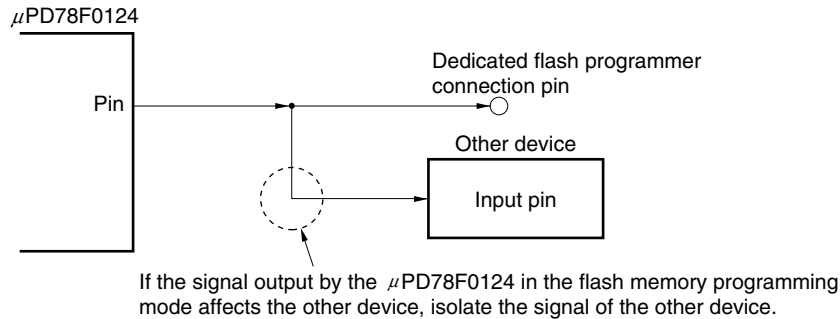 μPD78F0124
Dedicated flash programmer
connection pin
Pin
Other device
Input pin
If the signal output by the μPD78F0124 in the flash memory programming
mode affects the other device, isolate the signal of the other device.